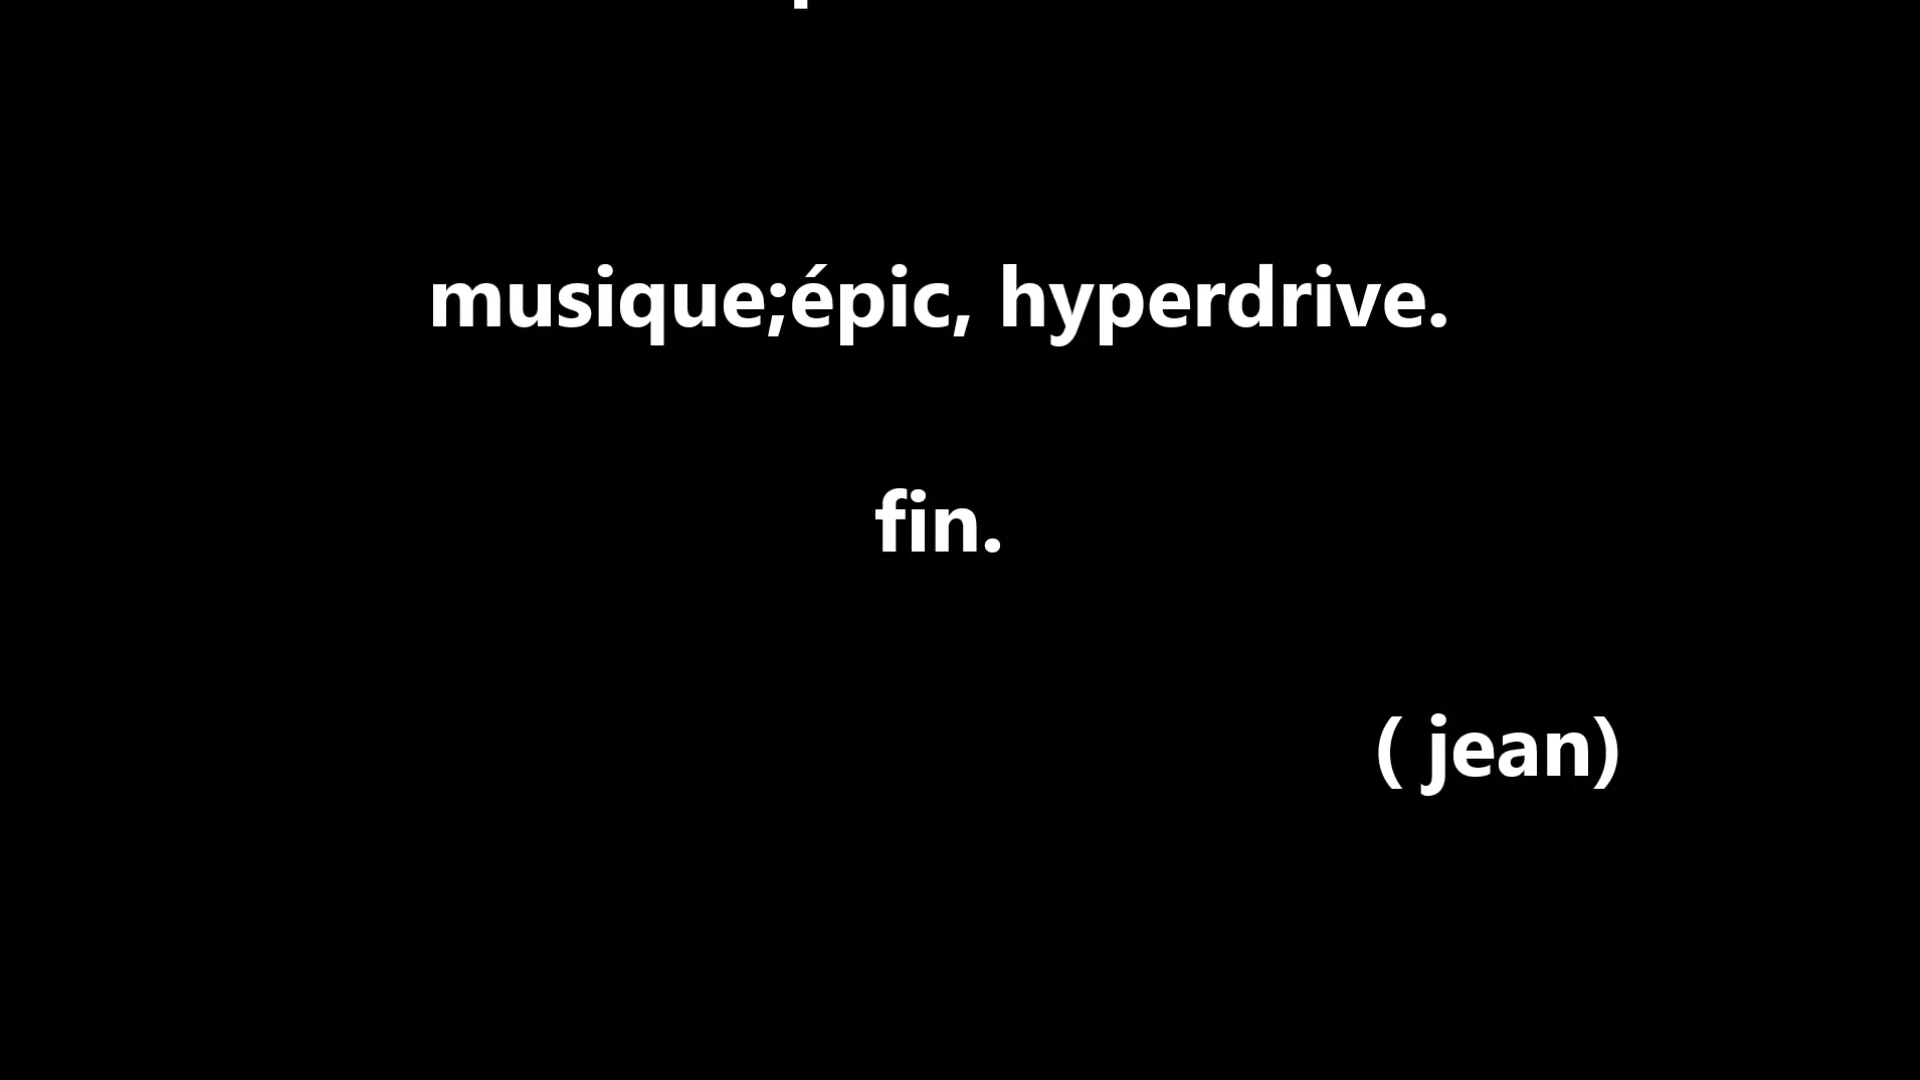 musique;épic, hyperdrive.
fin.
( jean)